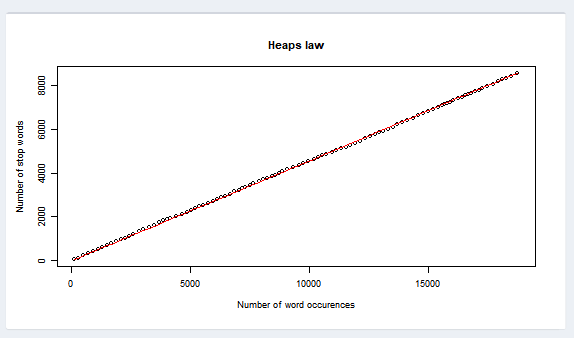 Heaps law
Number of stop words
8000
6000
4000
2000
0
0 5000 10000 15000
Number of word occurences